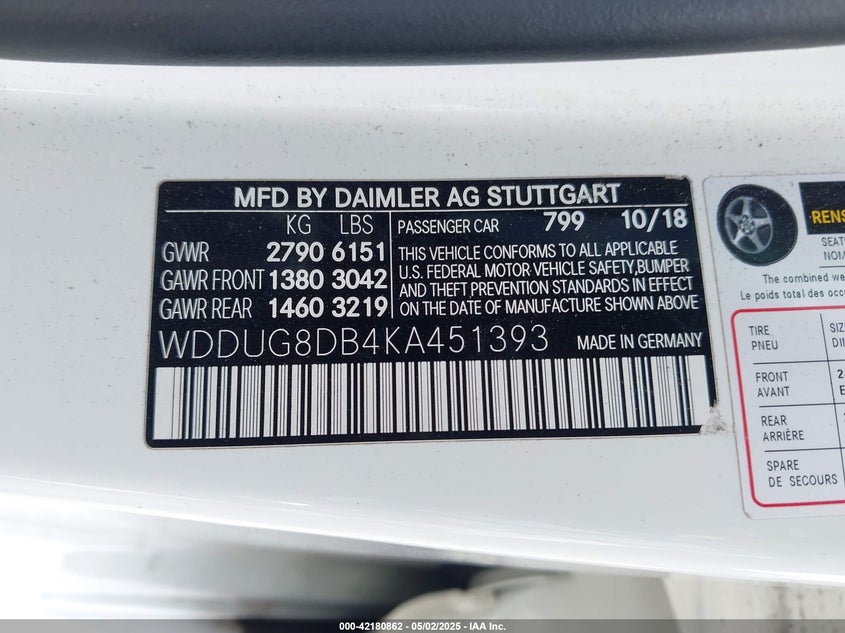 MFD BY DAIMLER AG STUTTGART
KG LBS
GVWR 2790 6151
GAWR FRONT 1380 3042
GAWR REAR 1460 3219
PASSENGER CAR 799 10/18
THIS VEHICLE CONFORMS TO ALL APPLICABLE
U.S. FEDERAL MOTOR VEHICLE SAFETY,BUMPER
AND THEFT PREVENTION STANDARDS IN EFFECT
ON THE DATE OF MANUFACTURE SHOWN ABOVE
WDDUG8DB4KA451393 MADE IN GERMANY
The combined
Le poids total des
TIRE
PNEU
FRONT
AVANT
REAR
ARRIÈRE
SPARE
DE SECOURS
000-42180862 - 05/02/2025 - IAA Inc.